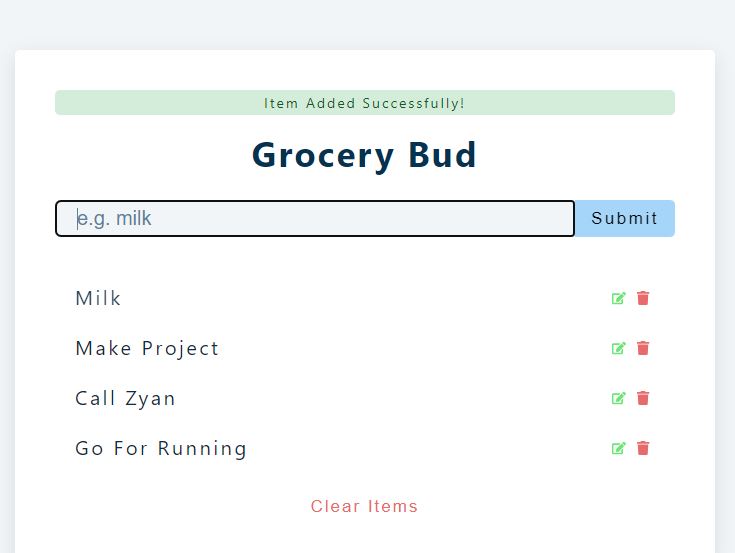 Item Added Successfully!
Grocery Bud
e.g. milk
Submit
Milk
Make Project
Call Zyan
Go For Running
Clear Items